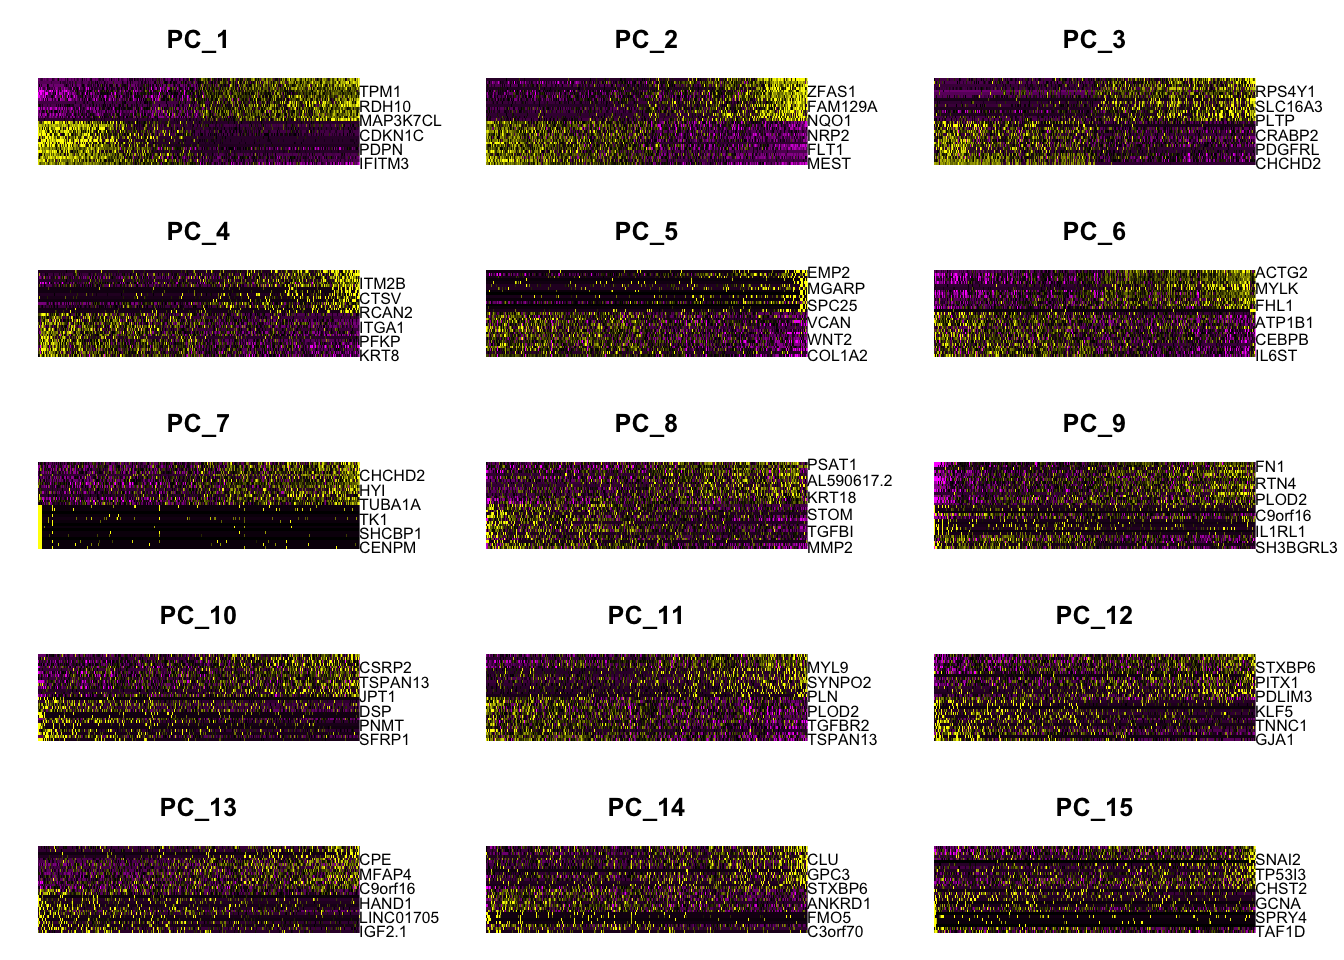 PC_1
TPM1
RDH10
MAP3K7CL
CDKN1C
PDPN
IFITM3
PC_2
ZFAS1
FAM129A
NQO1
NRP2
FLT1
MEST
PC_3
RPS4Y1
SLC16A3
PLTP
CRABP2
PDGFRL
CHCHD2
PC_4
ITM2B
CTSV
RCAN2
ITGA1
PFKP
KRT8
PC_5
EMP2
MGARP
SPC25
VCAN
WNT2
COL1A2
PC_6
ACTG2
MYLK
FHL1
ATP1B1
CEBPB
IL6ST
PC_7
CHCHD2
HYI
TUBA1A
TK1
SHCBP1
CENPM
PC_8
PSAT1
AL590617.2
KRT18
STOM
TGFBI
MMP2
PC_9
FN1
RTN4
PLOD2
C9orf16
IL1RL1
SH3BGRL3
PC_10
CSRP2
TSPAN13
JPT1
DSP
PNMT
SFRP1
PC_11
MYL9
SYNPO2
PLN
PLOD2
TGFBR2
TSPAN13
PC_12
STXBP6
PITX1
PDLIM3
KLF5
TNNC1
GJA1
PC_13
CPE
MFAP4
C9orf16
HAND1
LINC01705
IGF2.1
PC_14
CLU
GPC3
STXBP6
ANKRD1
FMO5
C3orf70
PC_15
SNAI2
TP53I3
CHST2
GCNA
SPRY4
TAF1D